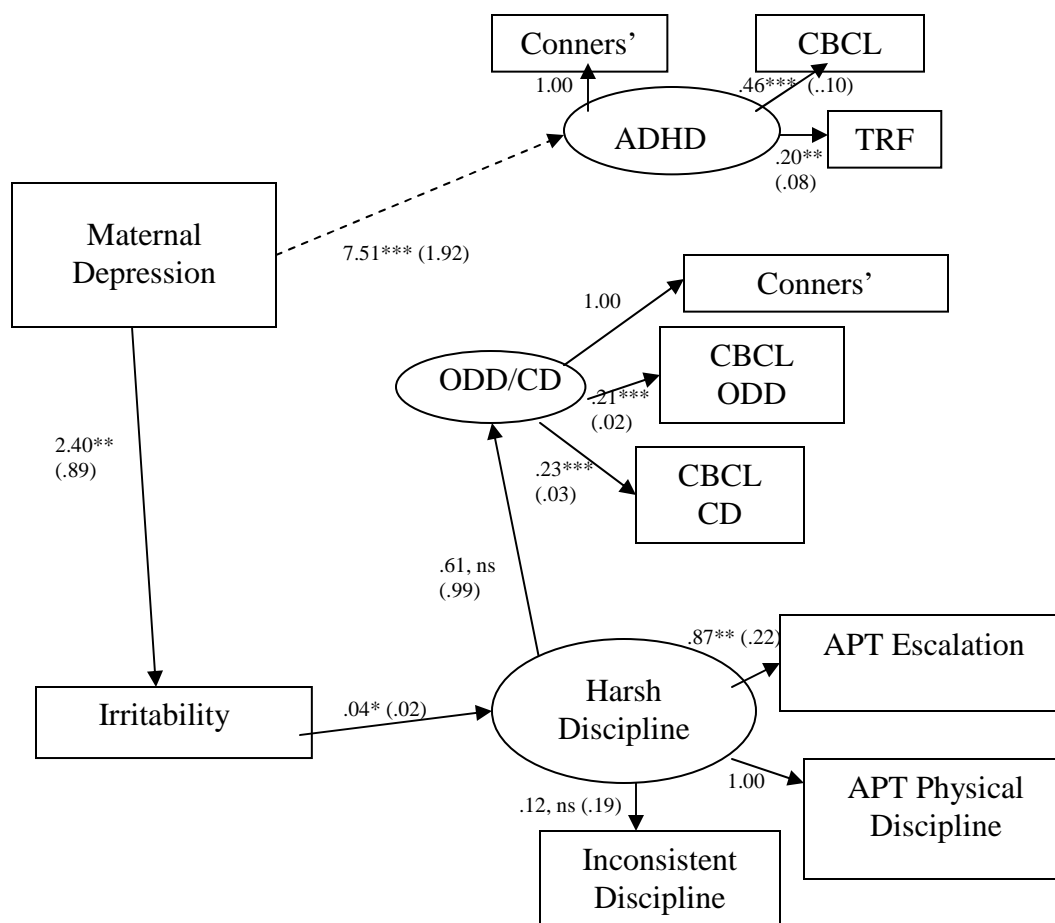 Conners’
CBCL
1.00
.46*** (..10)
ADHD
TRF
.20**
(.08)
Maternal
Depression
7.51*** (1.92)
Conners’
1.00
CBCL
ODD
ODD/CD
.21***
(.02)
2.40**
(.89)
.23***
(.03)
CBCL
CD
.61, ns
(.99)
.87** (.22)
APT Escalation
Harsh
Discipline
Irritability
.04* (.02)
1.00
APT Physical
Discipline
.12, ns (.19)
Inconsistent
Discipline